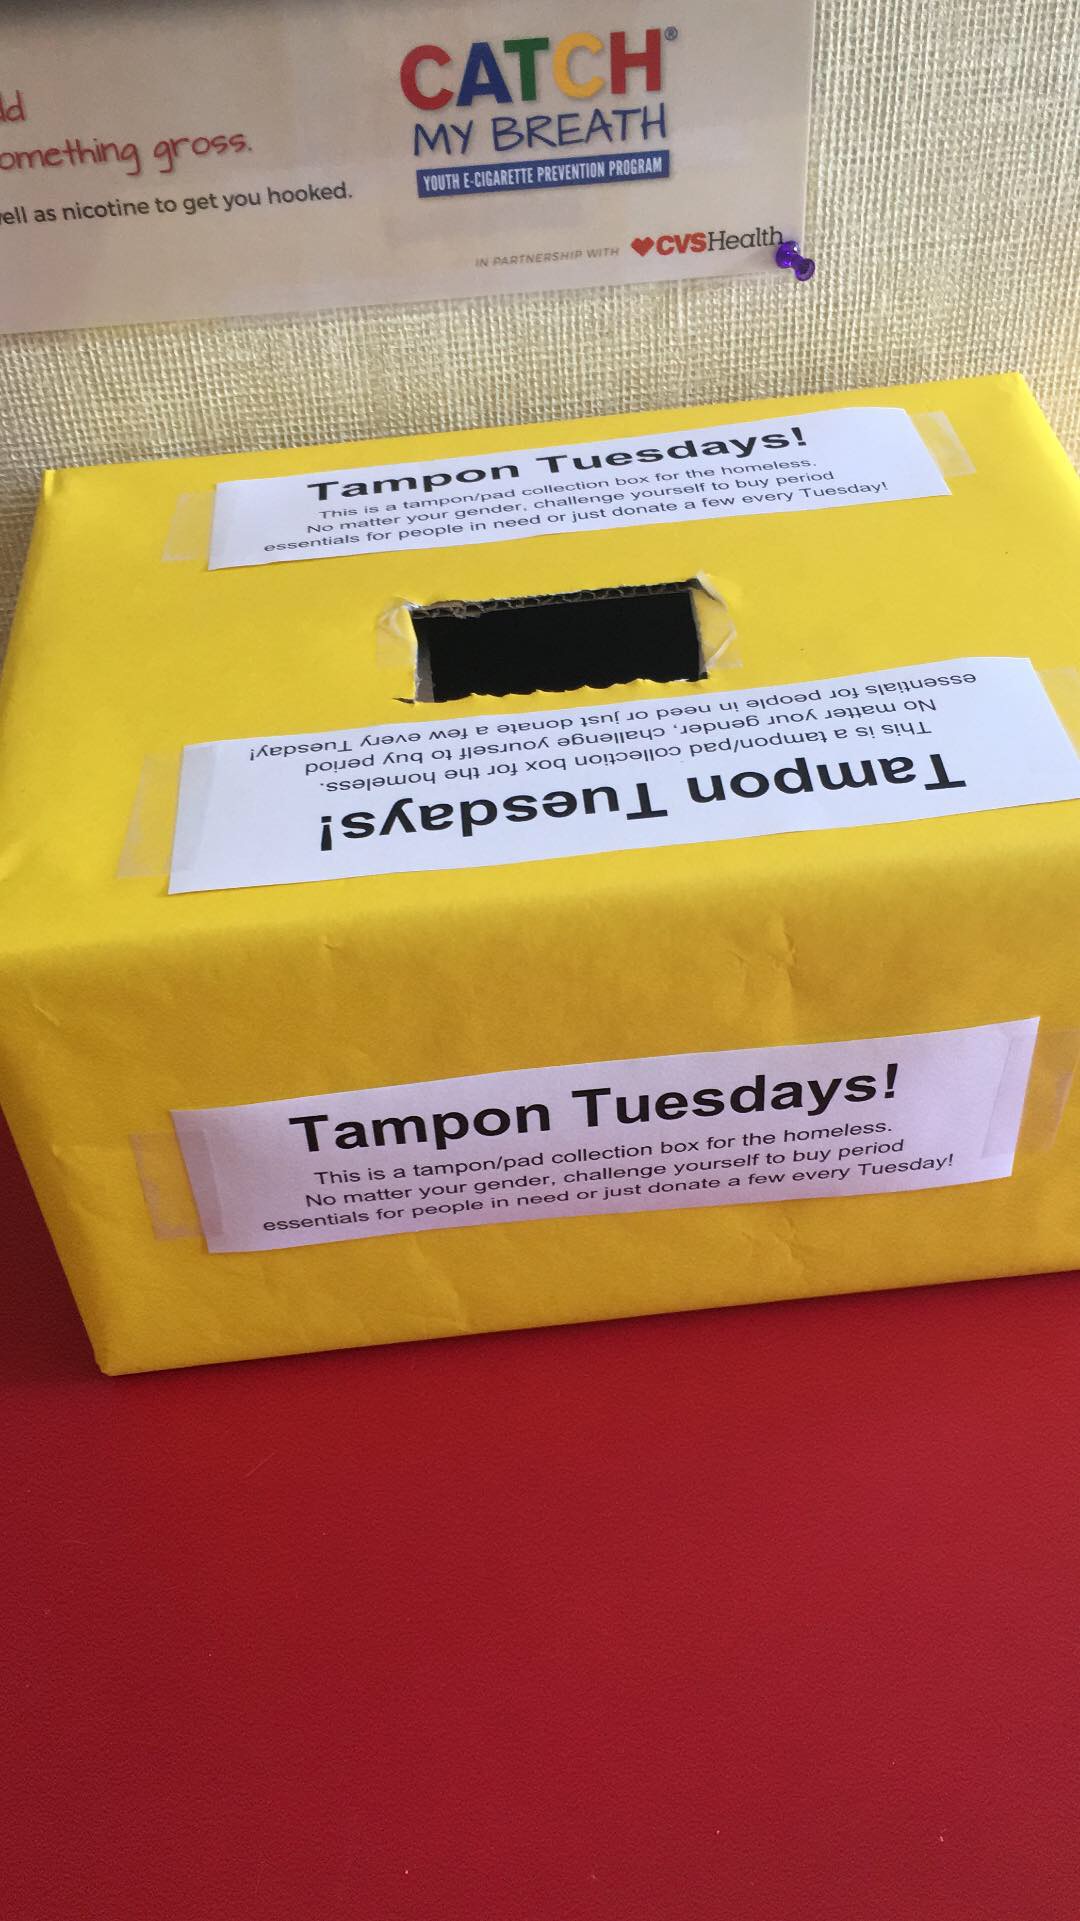 CATCH®
MY BREATH
YOUTH E-CIGARETTE PREVENTION PROGRAM
something gross.
well as nicotine to get you hooked.
IN PARTNERSHIP WITH CVSHealth
Tampon Tuesdays!
This is a tampon/pad collection box for the homeless.
No matter your gender, challenge yourself to buy period
essentials for people in need or just donate a few every Tuesday!
Tampon Tuesdays!
This is a tampon/pad collection box for the homeless.
No matter your gender, challenge yourself to buy period
essentials for people in need or just donate a few every Tuesday!
Tampon Tuesdays!
This is a tampon/pad collection box for the homeless.
No matter your gender, challenge yourself to buy period
essentials for people in need or just donate a few every Tuesday!